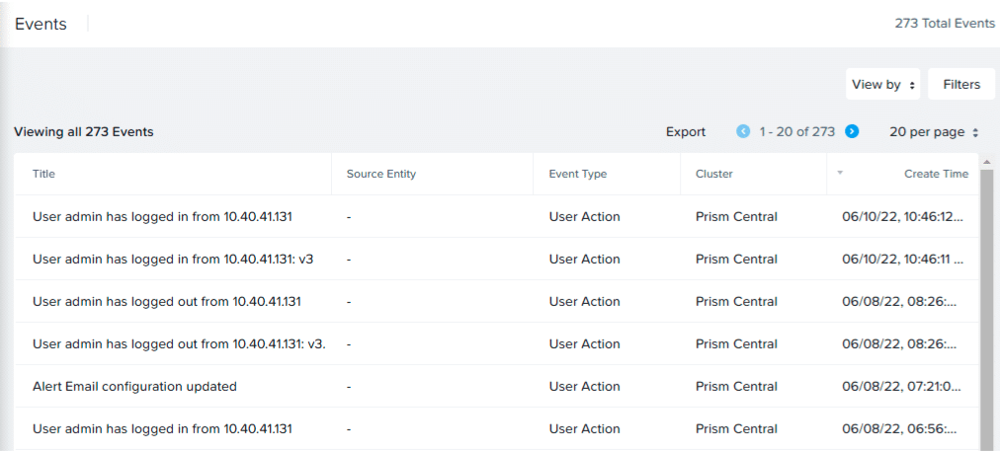 Events
273 Total Events
View by
Filters
Viewing all 273 Events
Export
1 - 20 of 273
20 per page
Title Source Entity Event Type Cluster Create Time
User admin has logged in from 10.40.41.131 - User Action Prism Central 06/10/22, 10:46:12...
User admin has logged in from 10.40.41.131: v3 - User Action Prism Central 06/10/22, 10:46:11 ...
User admin has logged out from 10.40.41.131 - User Action Prism Central 06/08/22, 08:26:...
User admin has logged out from 10.40.41.131: v3. - User Action Prism Central 06/08/22, 08:26:...
Alert Email configuration updated - User Action Prism Central 06/08/22, 07:21:0...
User admin has logged in from 10.40.41.131 - User Action Prism Central 06/08/22, 06:56:...